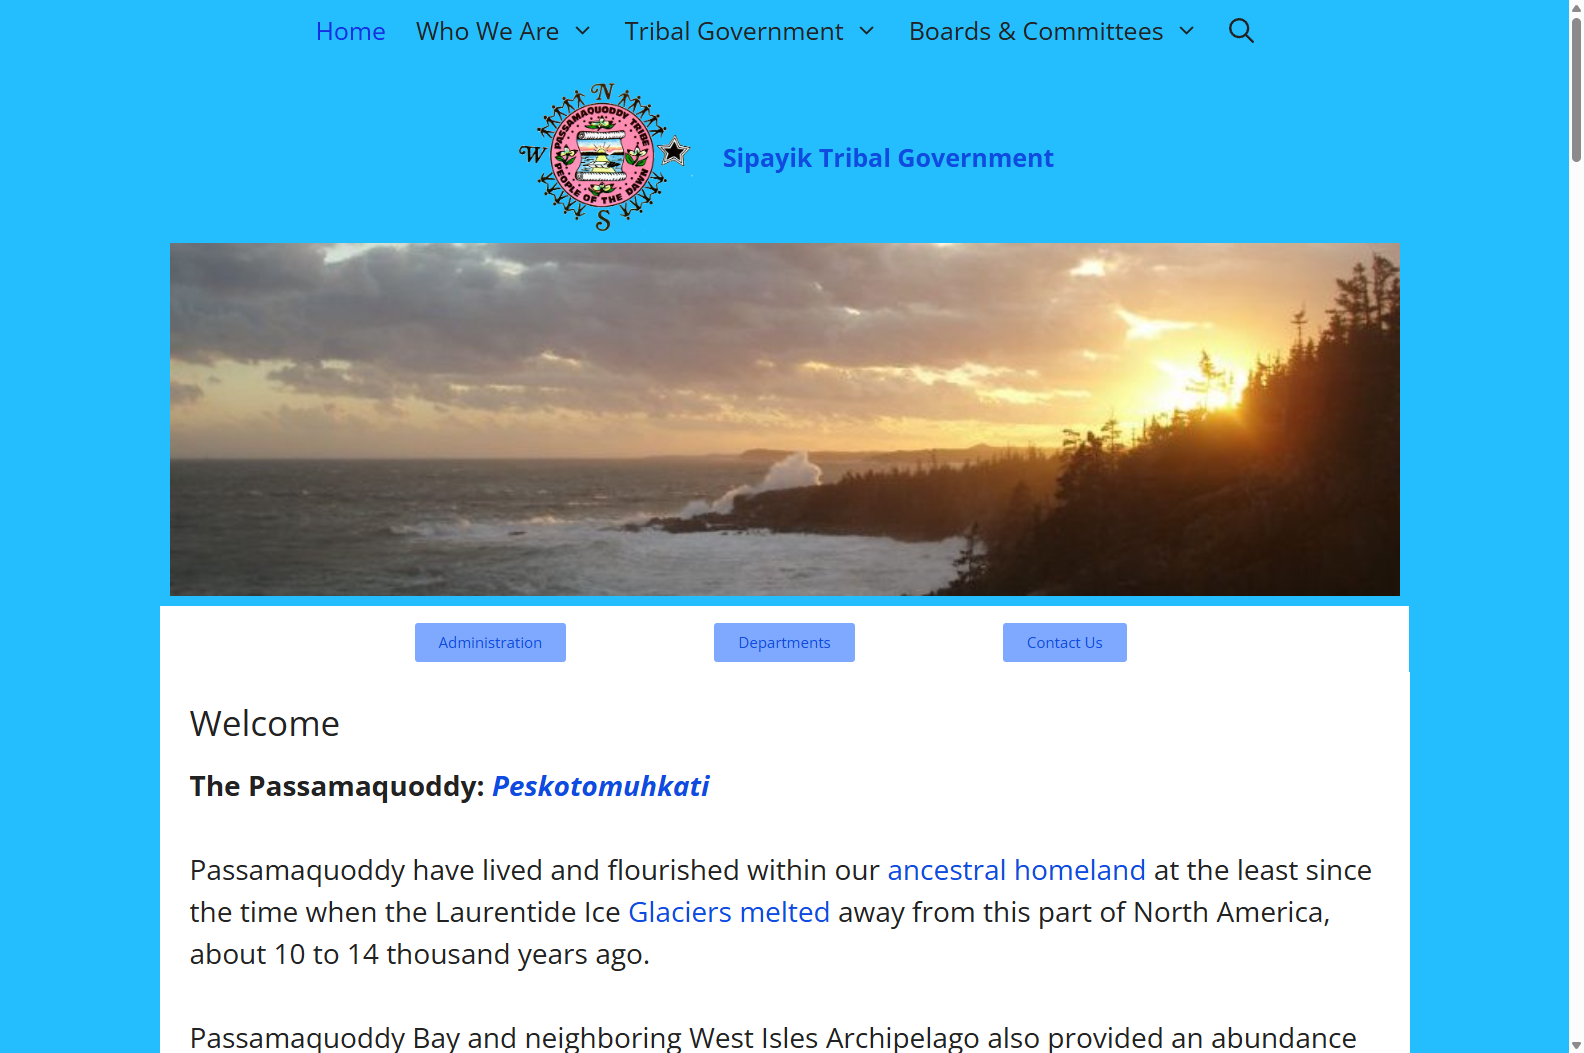 Home Who We Are Tribal Government Boards & Committees
N
W
S
PASSAMAQUODDY TRIBE
PEOPLE OF THE DAWN
Sipayik Tribal Government
Administration Departments Contact Us
Welcome
The Passamaquoddy: Peskotomuhkati
Passamaquoddy have lived and flourished within our ancestral homeland at the least since
the time when the Laurentide Ice Glaciers melted away from this part of North America,
about 10 to 14 thousand years ago.
Passamaquoddy Bay and neighboring West Isles Archipelago also provided an abundance